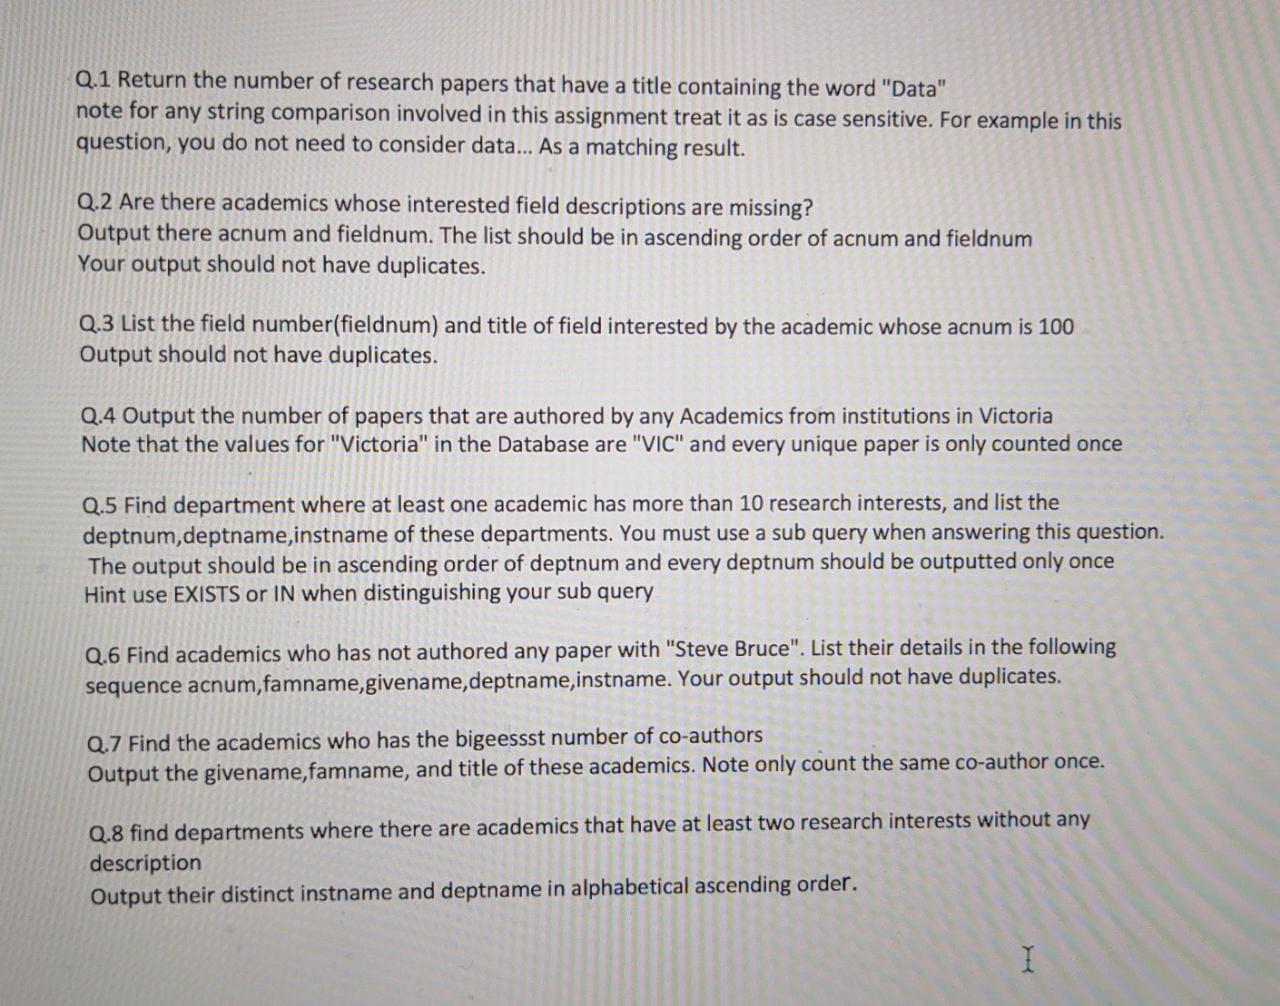 Q.1 Return the number of research papers that have a title containing the word "Data"
note for any string comparison involved in this assignment treat it as is case sensitive. For example in this
question, you do not need to consider data... As a matching result.
Q.2 Are there academics whose interested field descriptions are missing?
Output there acnum and fieldnum. The list should be in ascending order of acnum and fieldnum
Your output should not have duplicates.
Q.3 List the field number(fieldnum) and title of field interested by the academic whose acnum is 100
Output should not have duplicates.
Q.4 Output the number of papers that are authored by any Academics from institutions in Victoria
Note that the values for "Victoria" in the Database are "VIC" and every unique paper is only counted once
Q.5 Find department where at least one academic has more than 10 research interests, and list the
deptnum,deptname,instname of these departments. You must use a sub query when answering this question.
The output should be in ascending order of deptnum and every deptnum should be outputted only once
Hint use EXISTS or IN when distinguishing your sub query
Q.6 Find academics who has not authored any paper with "Steve Bruce". List their details in the following
sequence acnum,famname,givename,deptname,instname. Your output should not have duplicates.
Q.7 Find the academics who has the bigeessst number of co-authors
Output the givename,famname, and title of these academics. Note only count the same co-author once.
Q.8 find departments where there are academics that have at least two research interests without any
description
Output their distinct instname and deptname in alphabetical ascending order.